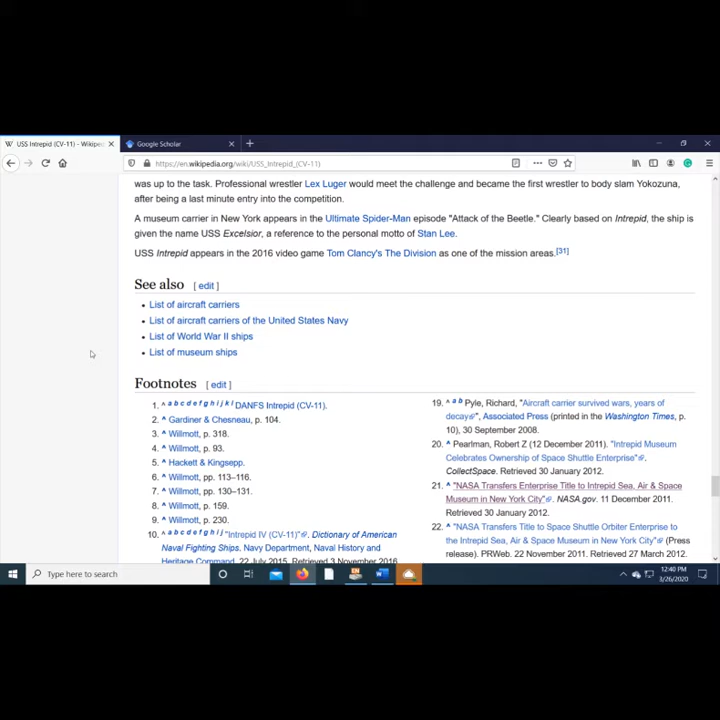 USS Intrepid (CV-11) - Wikipedia
Google Scholar
https://en.wikipedia.org/wiki/USS_Intrepid_(CV-11)
was up to the task. Professional wrestler Lex Luger would meet the challenge and became the first wrestler to body slam Yokozuna,
after being a last minute entry into the competition.
A museum carrier in New York appears in the Ultimate Spider-Man episode "Attack of the Beetle." Clearly based on Intrepid, the ship is
given the name USS Excelsior, a reference to the personal motto of Stan Lee.
USS Intrepid appears in the 2016 video game Tom Clancy's The Division as one of the mission areas.[31]
See also [ edit ]
• List of aircraft carriers
• List of aircraft carriers of the United States Navy
• List of World War II ships
• List of museum ships
Footnotes [ edit ]
1. ^ a b c d e f g h i j k l DANFS Intrepid (CV-11).
2. ^ Gardiner & Chesneau, p. 104.
3. ^ Willmott, p. 318.
4. ^ Willmott, p. 93.
5. ^ Hackett & Kingsepp.
6. ^ Willmott, pp. 113–116.
7. ^ Willmott, pp. 130–131.
8. ^ Willmott, p. 159.
9. ^ Willmott, p. 230.
10. ^ a b c d e f g h i j "Intrepid IV (CV-11)". Dictionary of American
Naval Fighting Ships. Navy Department, Naval History and
Heritage Command. 22 July 2015. Retrieved 3 November 2016
19. ^ a b Pyle, Richard, "Aircraft carrier survived wars, years of
decay", Associated Press (printed in the Washington Times, p.
10), 30 September 2008.
20. ^ Pearlman, Robert Z (12 December 2011). "Intrepid Museum
Celebrates Ownership of Space Shuttle Enterprise".
CollectSpace. Retrieved 30 January 2012.
21. ^ "NASA Transfers Enterprise Title to Intrepid Sea, Air & Space
Museum in New York City". NASA.gov. 11 December 2011.
Retrieved 30 January 2012.
22. ^ "NASA Transfers Title to Space Shuttle Orbiter Enterprise to
the Intrepid Sea, Air & Space Museum in New York City" (Press
release). PRWeb. 22 November 2011. Retrieved 27 March 2012.
Type here to search
12:40 PM
3/26/2020